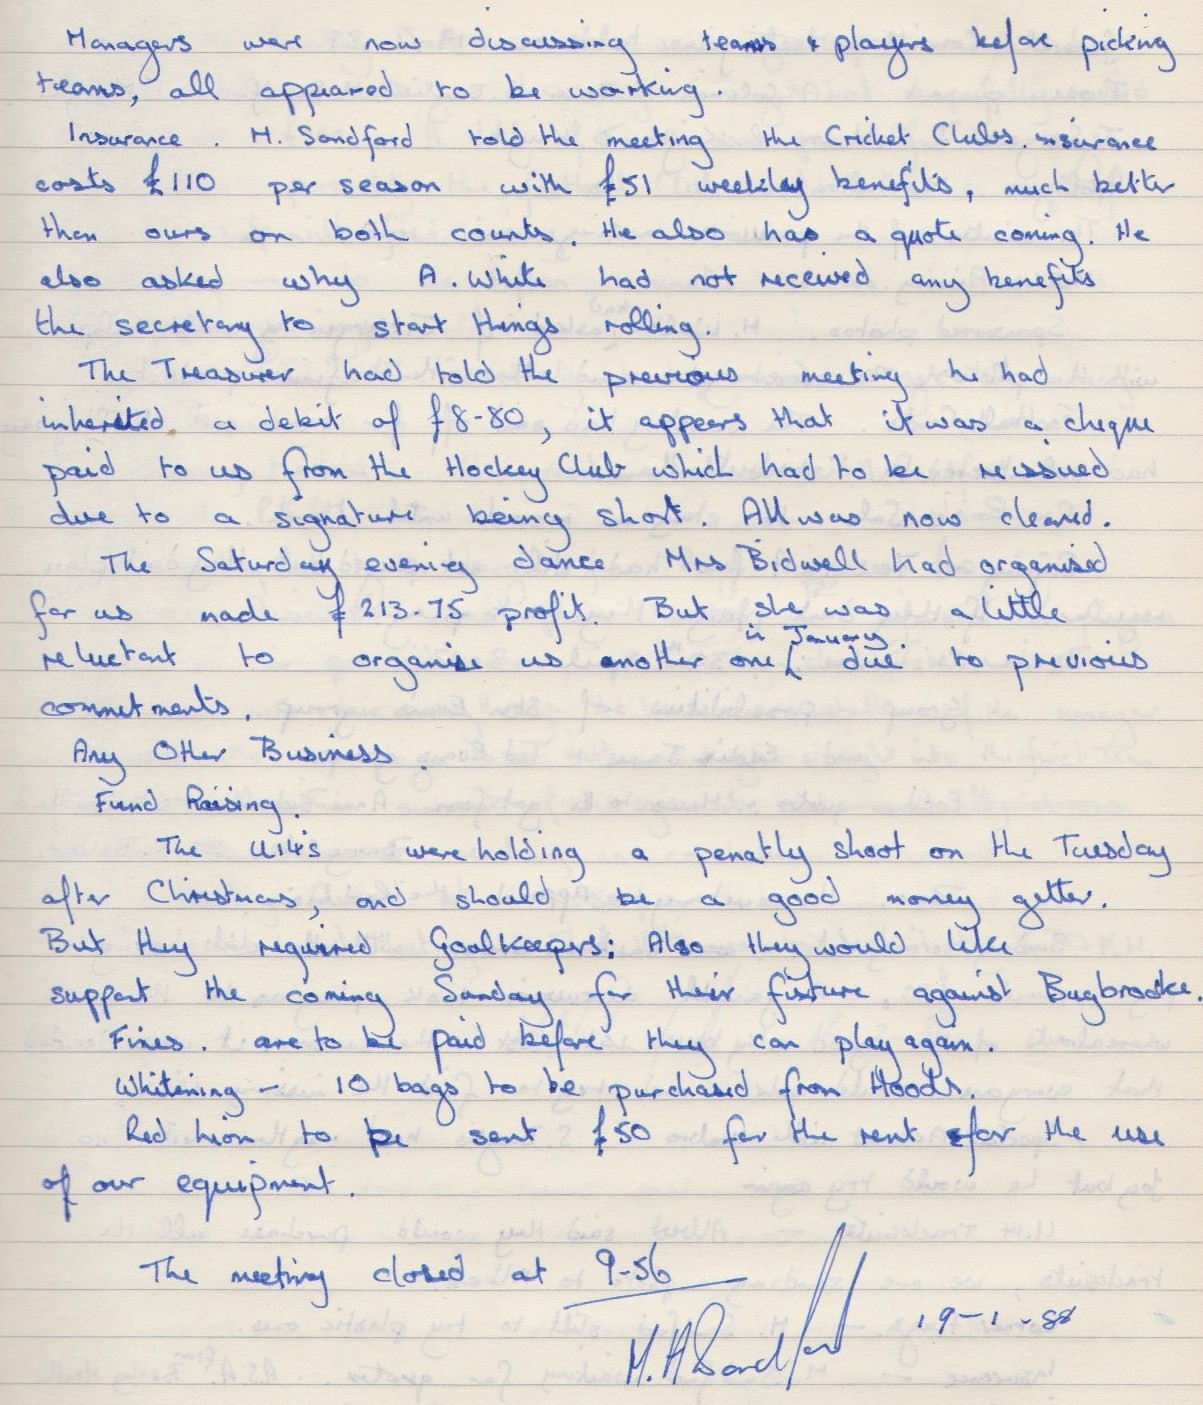 Managers were now discussing teams + players before picking
teams, all appeared to be working.
Insurance. M. Sandford told the meeting the Cricket Clubs insurance
costs £110 per season with £51 weekley benefits, much better
then ours on both counts. He also has a quote coming. He
also asked why A. White had not received any benefits
the secretary to start things rolling.
The Treasurer had told the previous meeting he had
inherited a debit of £8-80, it appears that it was a cheque
paid to us from the Hockey Club which had to be reissued
due to a signature being short. All was now cleared.
The Saturday evening dance Mrs Bidwell had organised
for us made £213.75 profit. But she was a little
in January.
reluctant to organise us another one due to previous
commitments.
Any Other Business.
Fund Raising.
The U14's were holding a penatly shoot on the Tuesday
after Christmas, and should be a good money getter.
But they required Goalkeepers; Also they would like
support the coming Sunday for their fixture against Bugbrooke.
Fines. are to be paid before they can play again.
Whitening - 10 bags to be purchased from Hoods.
Red Lion to be sent £50 for the rent for the use
of our equipment.
The meeting closed at 9-56
M. A Sandford 19-1-88